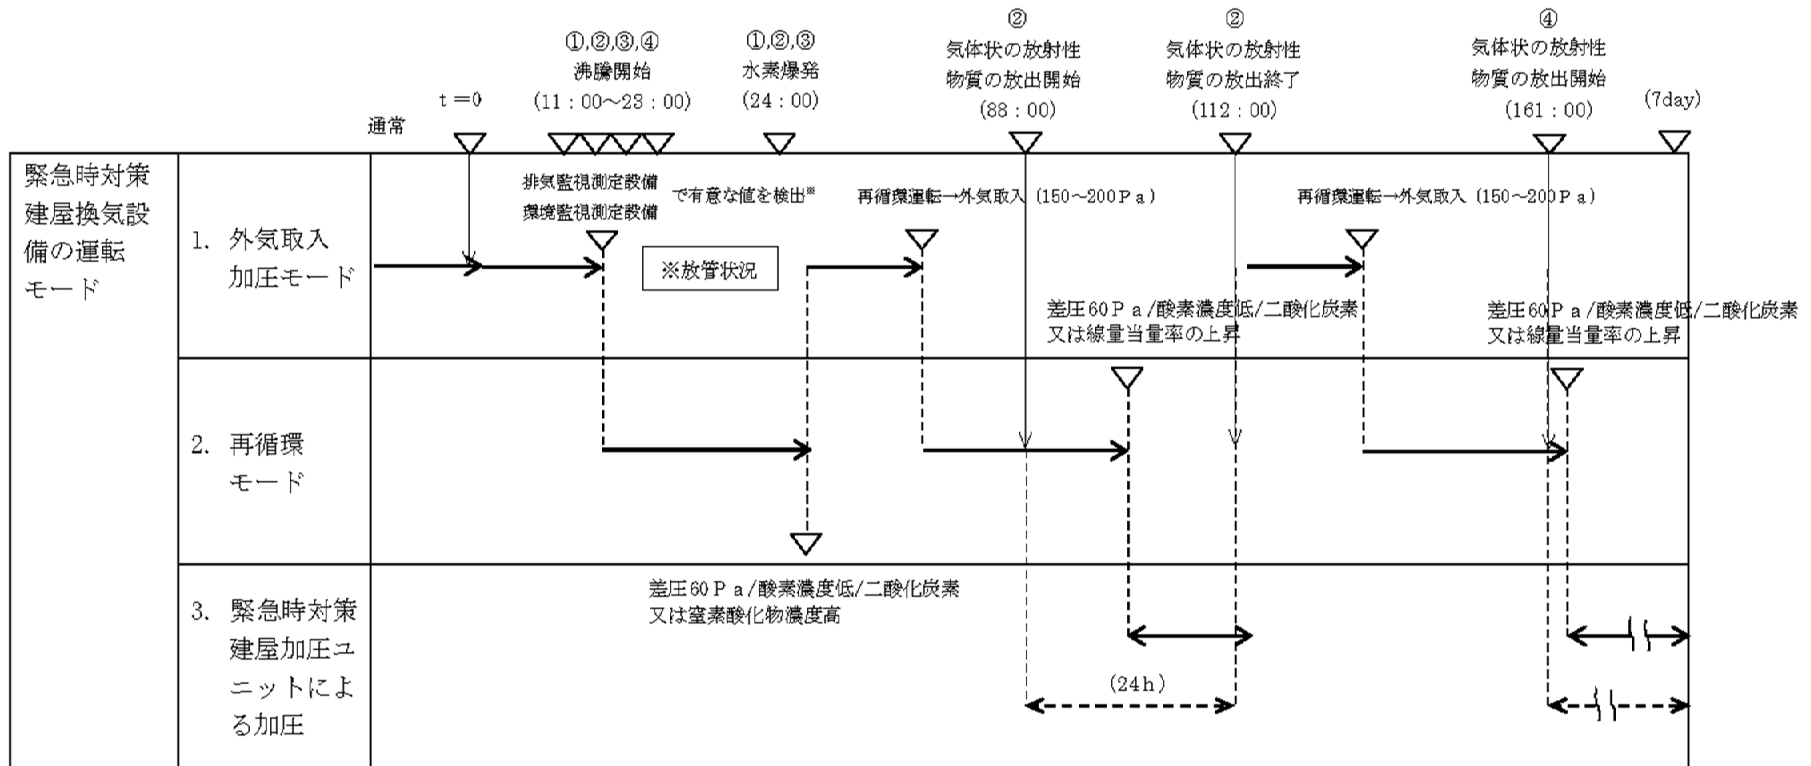 ②
気体状の放射性
物質の放出開始
(88:00)
②
気体状の放射性
物質の放出終了
(112:00)
④
気体状の放射性
物質の放出開始
(161:00)
①,②,③,④
沸騰開始
(11:00～23:00)
①,②,③
水素爆発
(24:00)
t=0
通常
(7day)
緊急時対策
建屋換気設
備の運転
モード
1. 外気取入
加圧モード
排気監視測定設備
環境監視測定設備
で有意な値を検出※
※放管状況
再循環運転→外気取入 (150～200Pa)
再循環運転→外気取入 (150～200Pa)
差圧60Pa/酸素濃度低/二酸化炭素
又は線量当量率の上昇
差圧60Pa/酸素濃度低/二酸化炭素
又は線量当量率の上昇
2. 再循環
モード
3. 緊急時対策
建屋加圧ユ
ニットによ
る加圧
差圧60Pa/酸素濃度低/二酸化炭素
又は窒素酸化物濃度高
(24h)